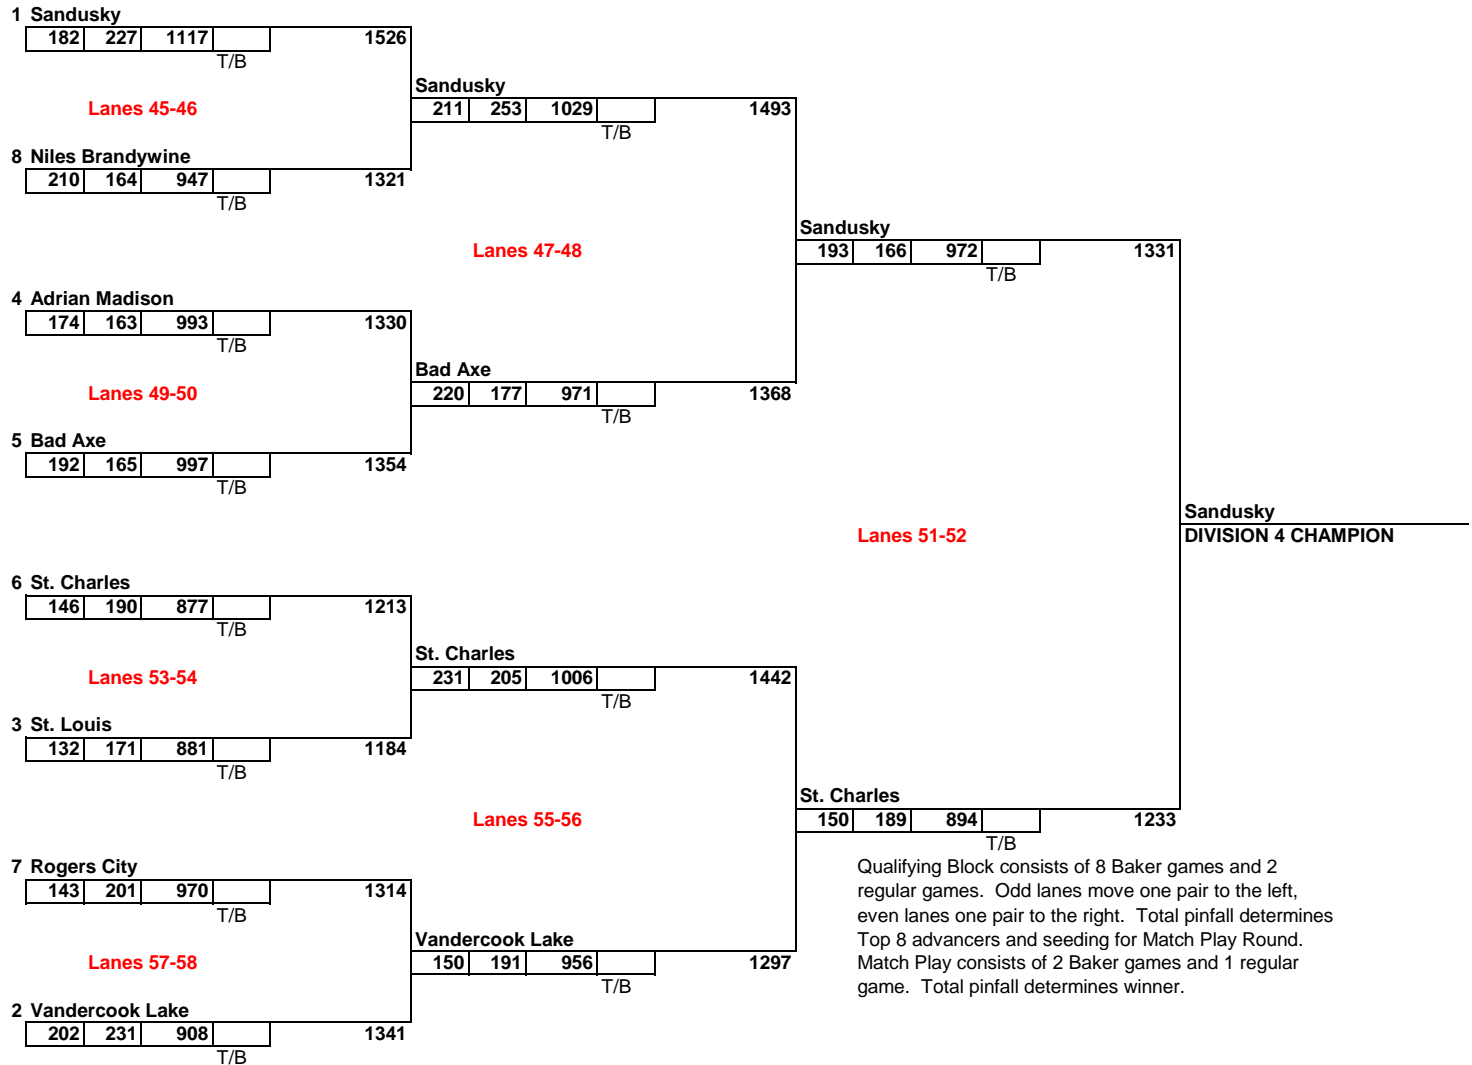 1 Sandusky
182 227 1117 1526
T/B
Sandusky
Lanes 45-46
211 253 1029 1493
T/B
8 Niles Brandywine
210 164 947 1321
T/B
Sandusky
Lanes 47-48
193 166 972 1331
T/B
4 Adrian Madison
174 163 993 1330
T/B
Bad Axe
Lanes 49-50
220 177 971 1368
T/B
5 Bad Axe
192 165 997 1354
T/B
Sandusky
Lanes 51-52
DIVISION 4 CHAMPION
6 St. Charles
146 190 877 1213
T/B
St. Charles
Lanes 53-54
231 205 1006 1442
T/B
3 St. Louis
132 171 881 1184
T/B
St. Charles
Lanes 55-56
150 189 894 1233
T/B
7 Rogers City
143 201 970 1314
T/B
Vandercook Lake
Lanes 57-58
150 191 956 1297
T/B
2 Vandercook Lake
202 231 908 1341
T/B
Qualifying Block consists of 8 Baker games and 2
regular games. Odd lanes move one pair to the left,
even lanes one pair to the right. Total pinfall determines
Top 8 advancers and seeding for Match Play Round.
Match Play consists of 2 Baker games and 1 regular
game. Total pinfall determines winner.